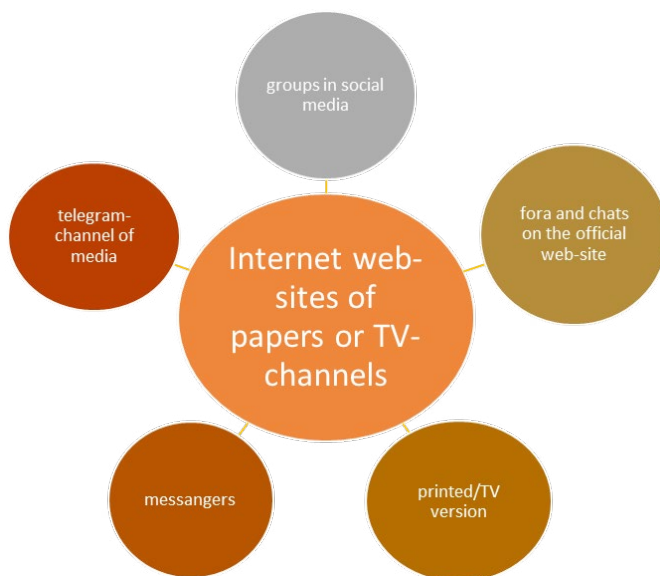 groups in social
media
telegram-
channel of
media
fora and chats
on the official
web-site
Internet web-
sites of
papers or TV-
channels
messangers
printed/TV
version